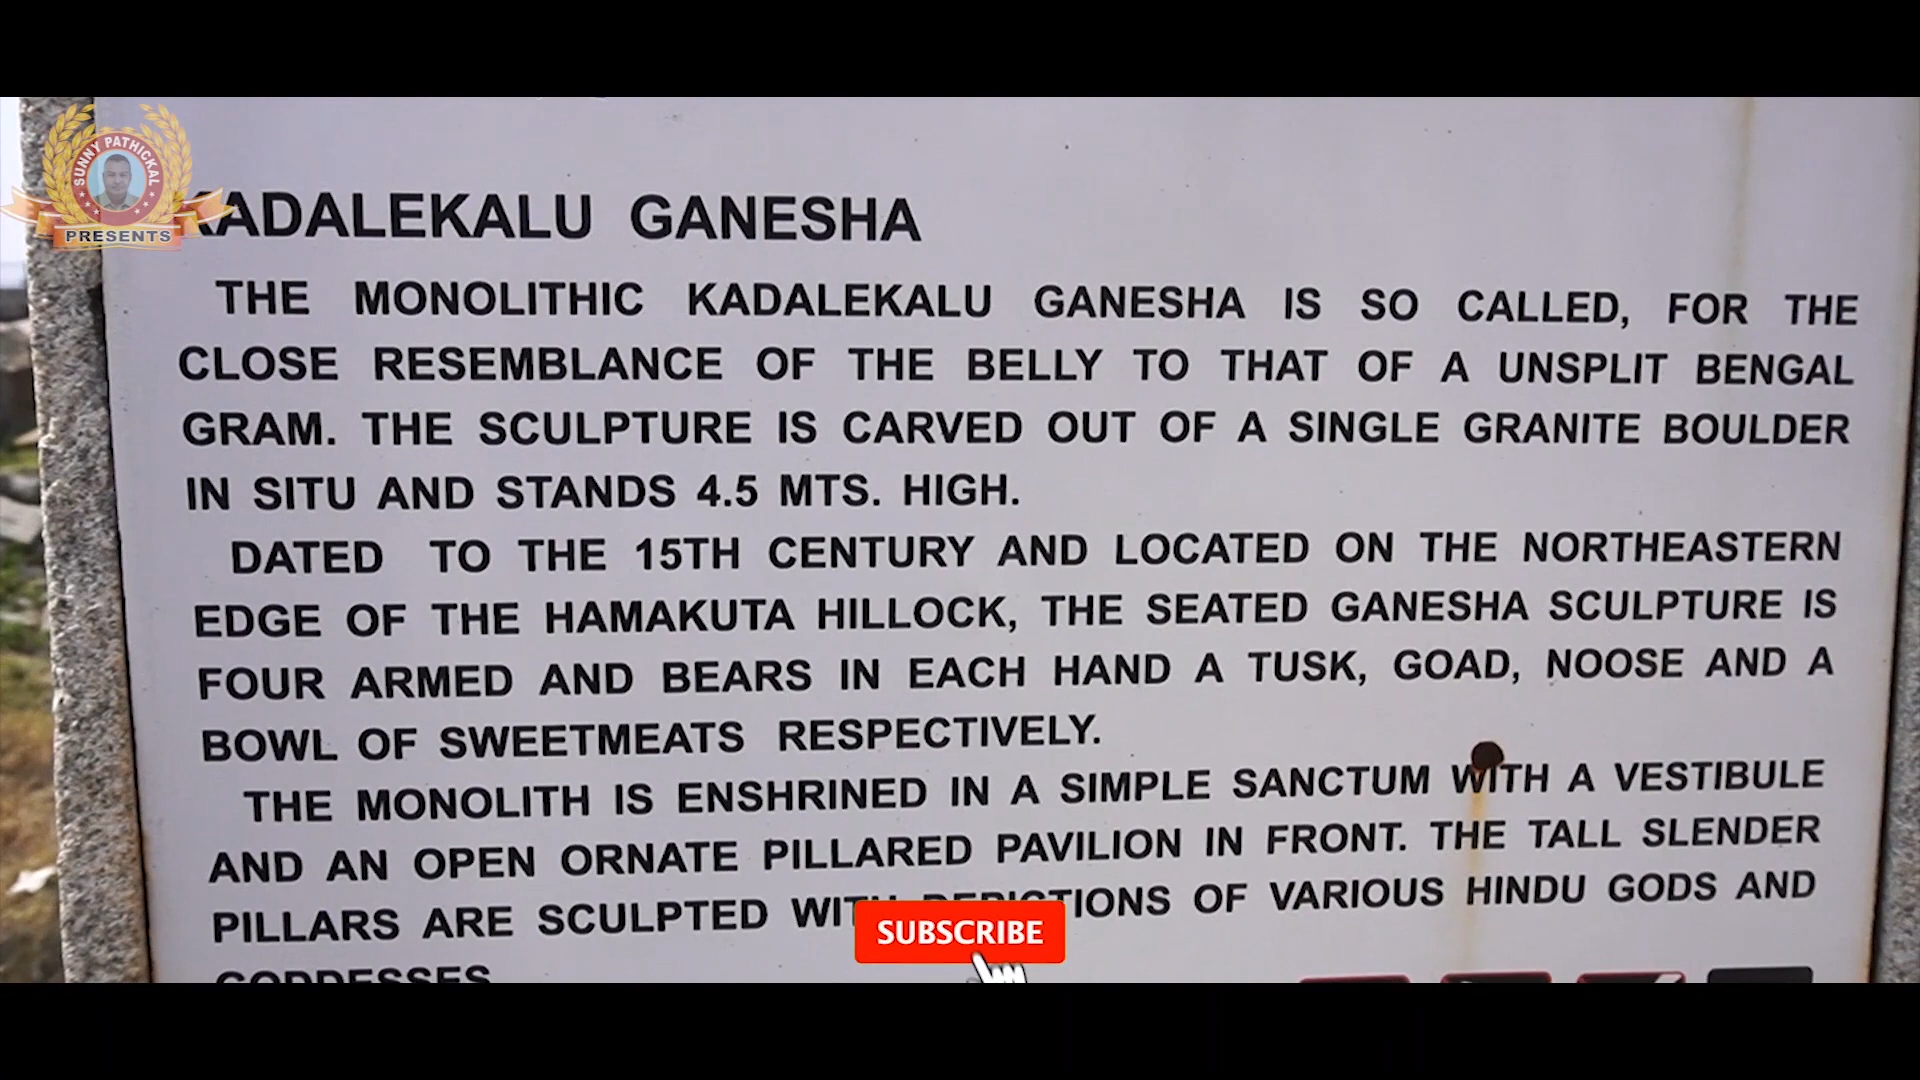 SUNNY PATHICKAL
PRESENTS
KADALEKALU GANESHA
THE MONOLITHIC KADALEKALU GANESHA IS SO CALLED, FOR THE
CLOSE RESEMBLANCE OF THE BELLY TO THAT OF A UNSPLIT BENGAL
GRAM. THE SCULPTURE IS CARVED OUT OF A SINGLE GRANITE BOULDER
IN SITU AND STANDS 4.5 MTS. HIGH.
DATED TO THE 15TH CENTURY AND LOCATED ON THE NORTHEASTERN
EDGE OF THE HAMAKUTA HILLOCK, THE SEATED GANESHA SCULPTURE IS
FOUR ARMED AND BEARS IN EACH HAND A TUSK, GOAD, NOOSE AND A
BOWL OF SWEETMEATS RESPECTIVELY.
THE MONOLITH IS ENSHRINED IN A SIMPLE SANCTUM WITH A VESTIBULE
AND AN OPEN ORNATE PILLARED PAVILION IN FRONT. THE TALL SLENDER
PILLARS ARE SCULPTED WITH DEPICTIONS OF VARIOUS HINDU GODS AND
GODDESSES
SUBSCRIBE